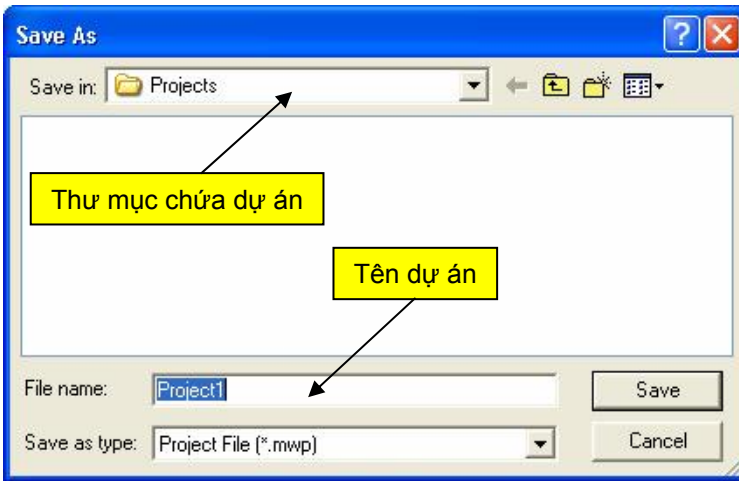 Save As
Save in: Projects
Thư mục chứa dự án
Tên dự án
File name: Project1 Save
Save as type: Project File (*.mwp) Cancel